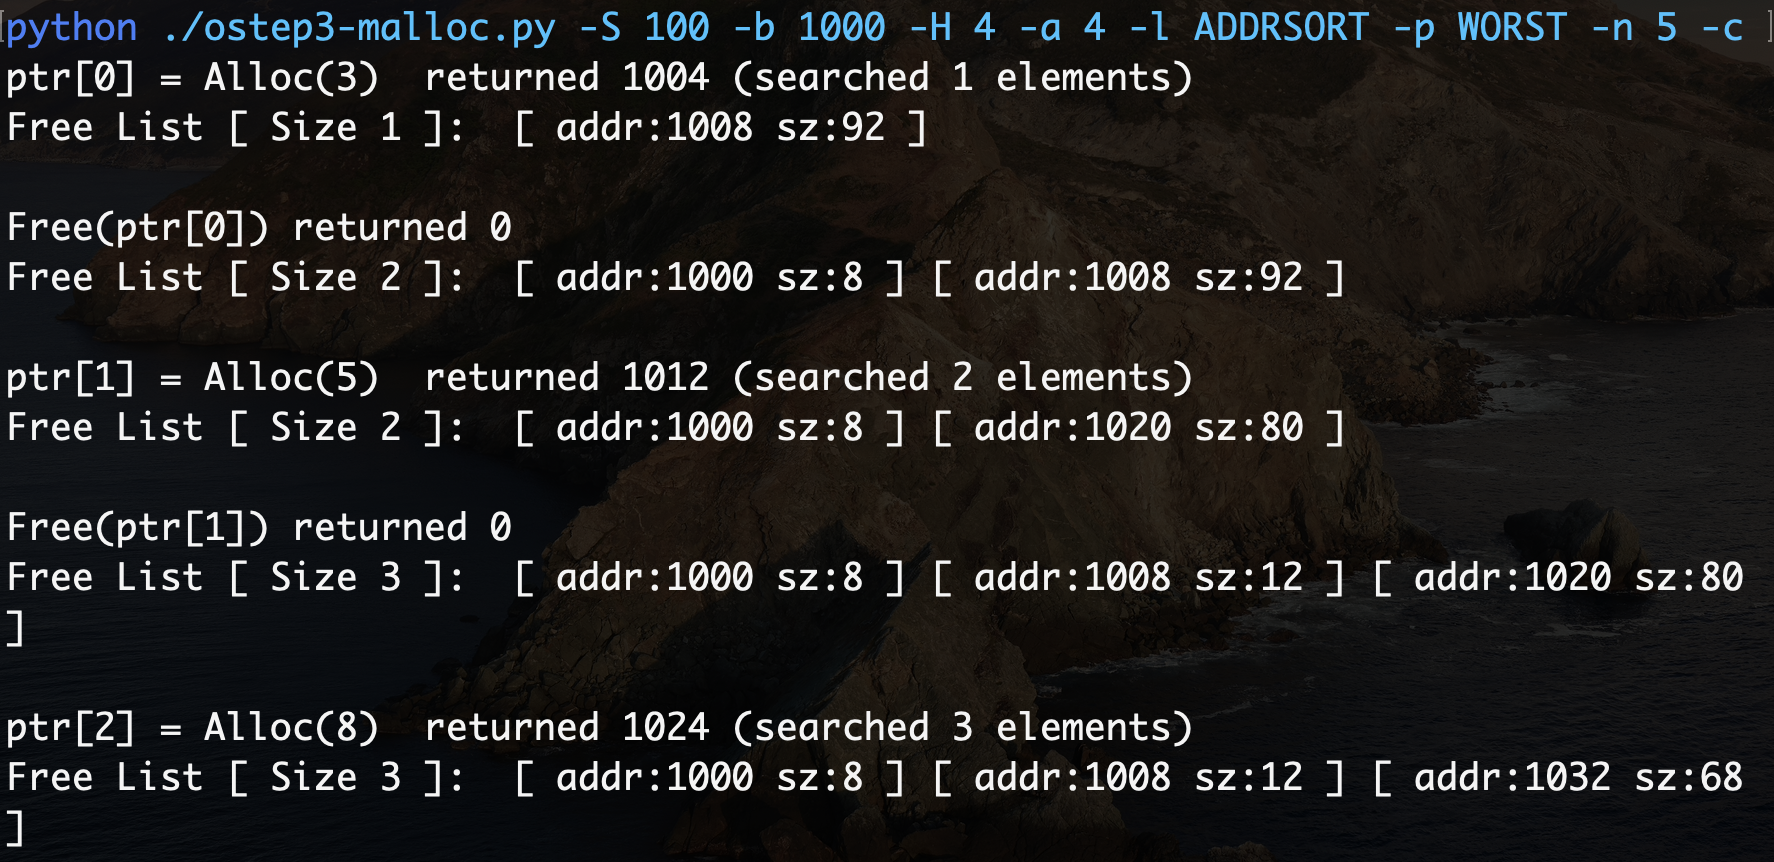 [python ./ostep3-malloc.py -S 100 -b 1000 -H 4 -a 4 -l ADDRSORT -p WORST -n 5 -c ]
ptr[0] = Alloc(3)  returned 1004 (searched 1 elements)
Free List [ Size 1 ]:  [ addr:1008 sz:92 ]
Free(ptr[0]) returned 0
Free List [ Size 2 ]:  [ addr:1000 sz:8 ] [ addr:1008 sz:92 ]
ptr[1] = Alloc(5)  returned 1012 (searched 2 elements)
Free List [ Size 2 ]:  [ addr:1000 sz:8 ] [ addr:1020 sz:80 ]
Free(ptr[1]) returned 0
Free List [ Size 3 ]:  [ addr:1000 sz:8 ] [ addr:1008 sz:12 ] [ addr:1020 sz:80
]
ptr[2] = Alloc(8)  returned 1024 (searched 3 elements)
Free List [ Size 3 ]:  [ addr:1000 sz:8 ] [ addr:1008 sz:12 ] [ addr:1032 sz:68
]